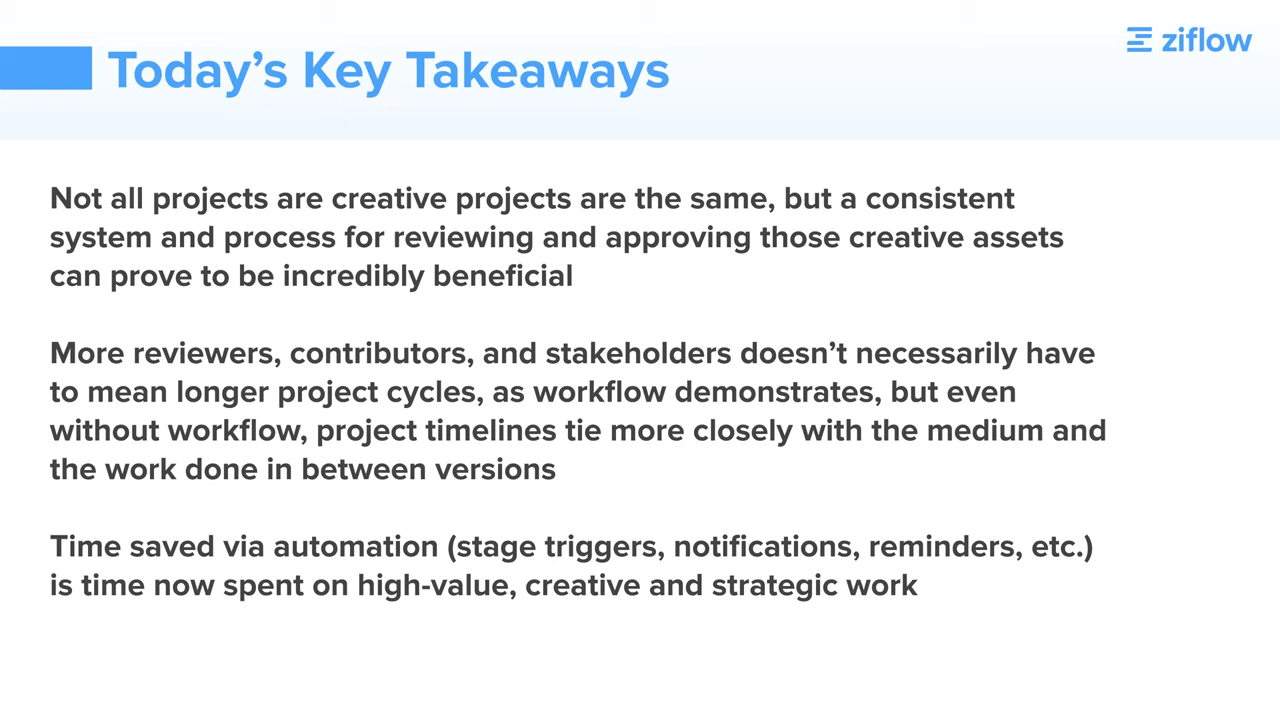 Today’s Key Takeaways
ziflow
Not all projects are creative projects are the same, but a consistent
system and process for reviewing and approving those creative assets
can prove to be incredibly beneficial
More reviewers, contributors, and stakeholders doesn’t necessarily have
to mean longer project cycles, as workflow demonstrates, but even
without workflow, project timelines tie more closely with the medium and
the work done in between versions
Time saved via automation (stage triggers, notifications, reminders, etc.)
is time now spent on high-value, creative and strategic work